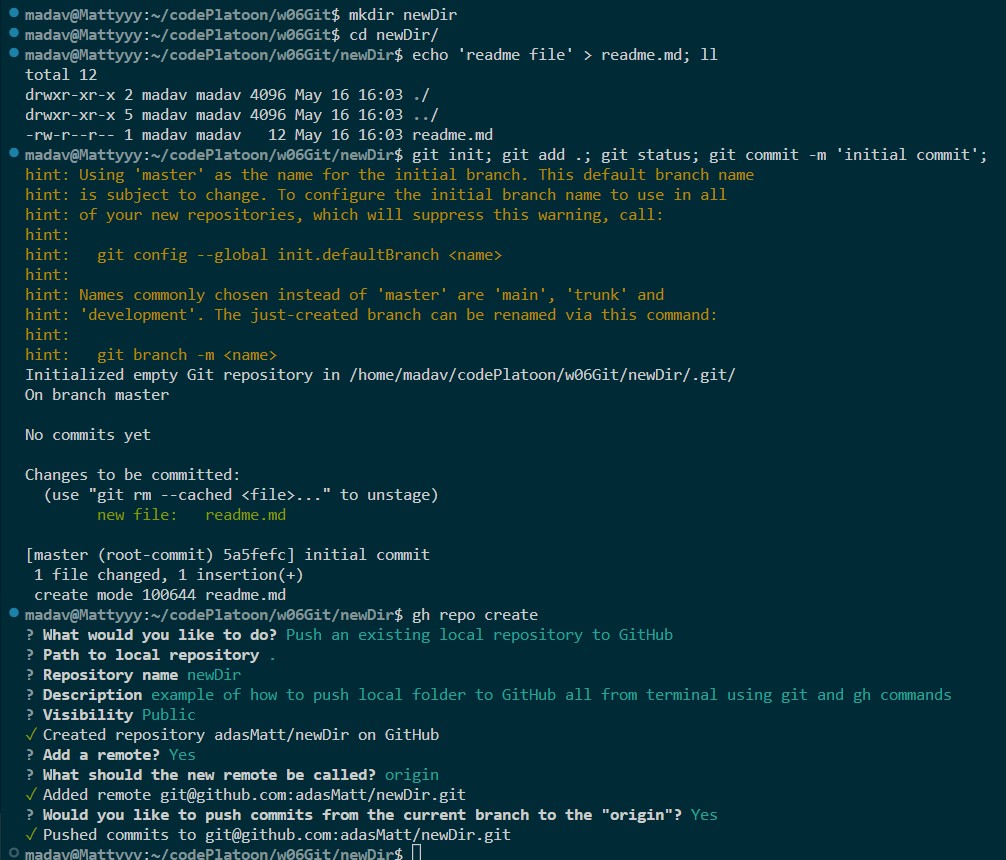 madav@Mattyyy:~/codePlatoon/w06Git$ mkdir newDir
madav@Mattyyy:~/codePlatoon/w06Git$ cd newDir/
madav@Mattyyy:~/codePlatoon/w06Git/newDir$ echo 'readme file' > readme.md; ll
total 12
drwxr-xr-x 2 madav madav 4096 May 16 16:03 ./
drwxr-xr-x 5 madav madav 4096 May 16 16:03 ../
-rw-r--r-- 1 madav madav   12 May 16 16:03 readme.md
madav@Mattyyy:~/codePlatoon/w06Git/newDir$ git init; git add .; git status; git commit -m 'initial commit';
hint: Using 'master' as the name for the initial branch. This default branch name
hint: is subject to change. To configure the initial branch name to use in all
hint: of your new repositories, which will suppress this warning, call:
hint:
hint:   git config --global init.defaultBranch <name>
hint:
hint: Names commonly chosen instead of 'master' are 'main', 'trunk' and
hint: 'development'. The just-created branch can be renamed via this command:
hint:
hint:   git branch -m <name>
Initialized empty Git repository in /home/madav/codePlatoon/w06Git/newDir/.git/
On branch master

No commits yet

Changes to be committed:
  (use "git rm --cached <file>..." to unstage)
        new file:   readme.md

[master (root-commit) 5a5fefc] initial commit
 1 file changed, 1 insertion(+)
 create mode 100644 readme.md
madav@Mattyyy:~/codePlatoon/w06Git/newDir$ gh repo create
? What would you like to do? Push an existing local repository to GitHub
? Path to local repository .
? Repository name newDir
? Description example of how to push local folder to GitHub all from terminal using git and gh commands
? Visibility Public
✓ Created repository adasMatt/newDir on GitHub
? Add a remote? Yes
? What should the new remote be called? origin
✓ Added remote git@github.com:adasMatt/newDir.git
? Would you like to push commits from the current branch to the "origin"? Yes
✓ Pushed commits to git@github.com:adasMatt/newDir.git
madav@Mattyyy:~/codePlatoon/w06Git/newDir$